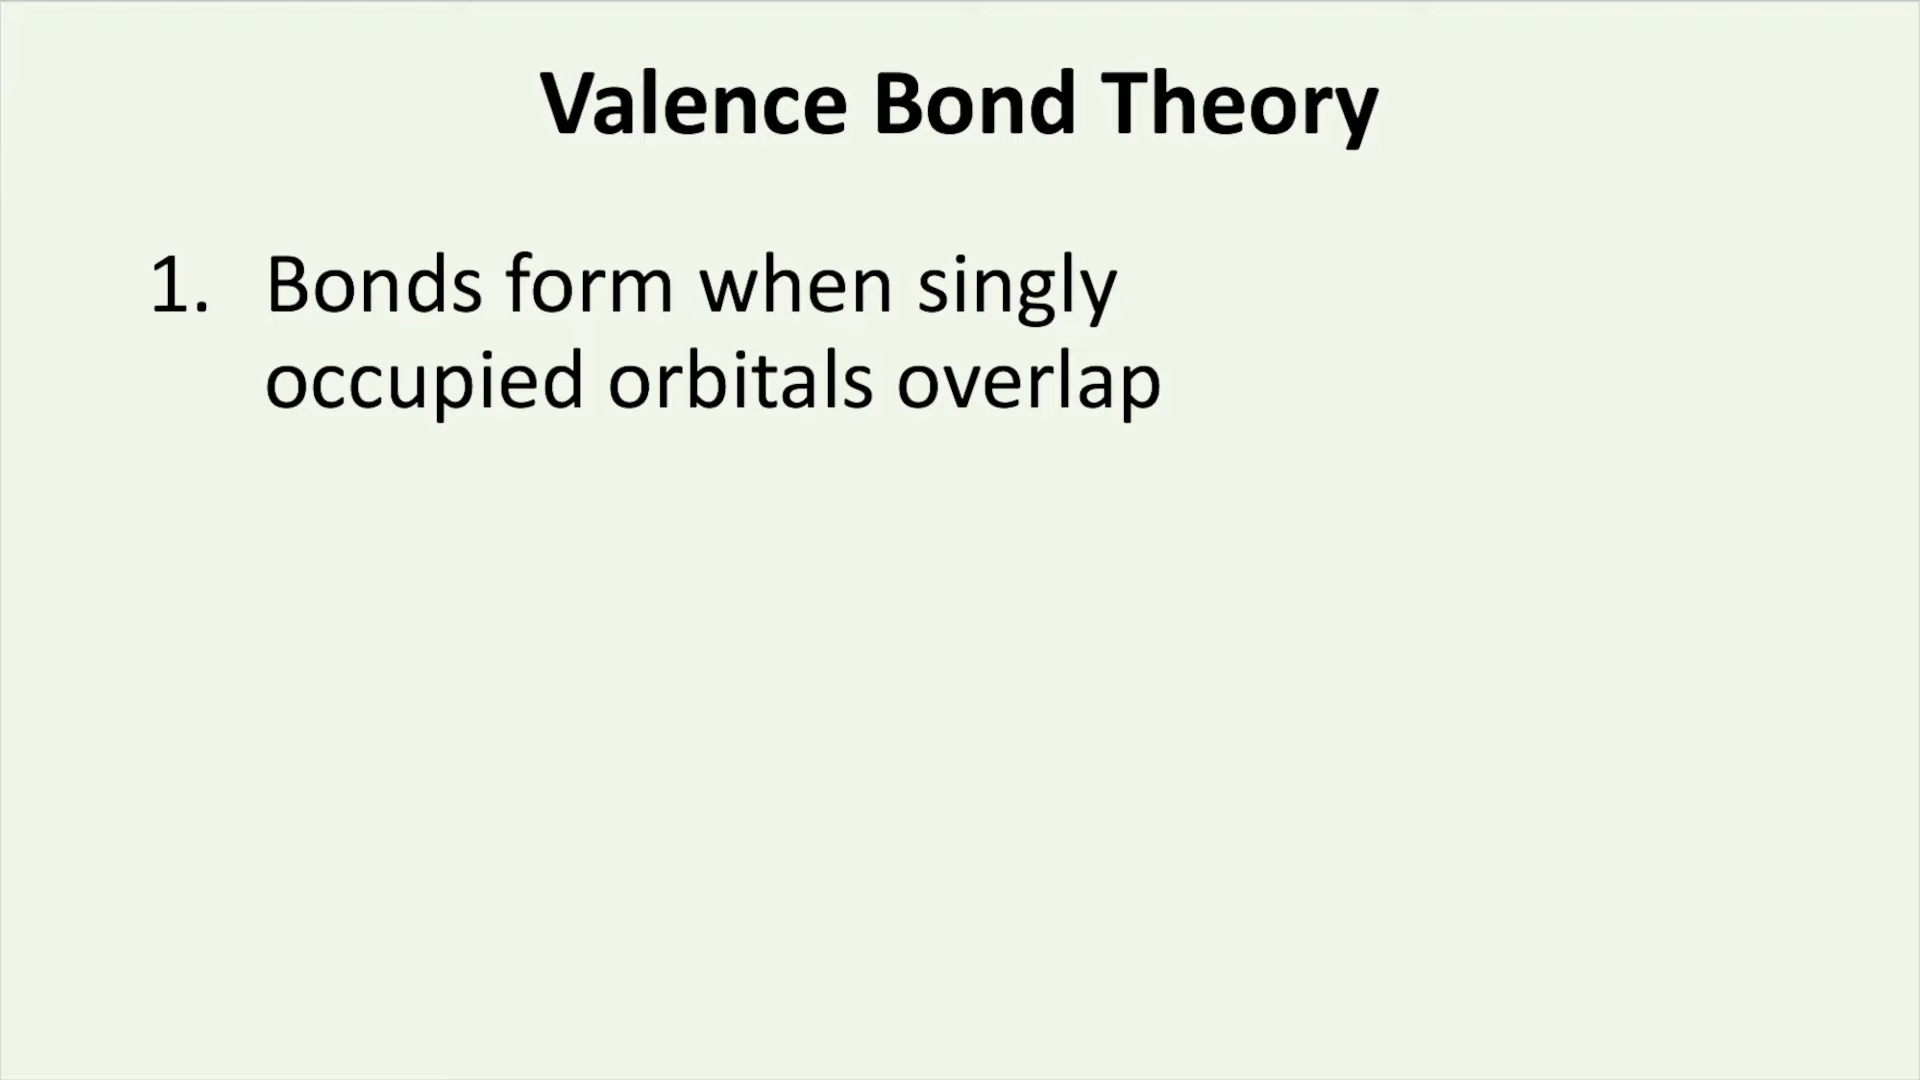 Valence Bond Theory
1. Bonds form when singly
occupied orbitals overlap